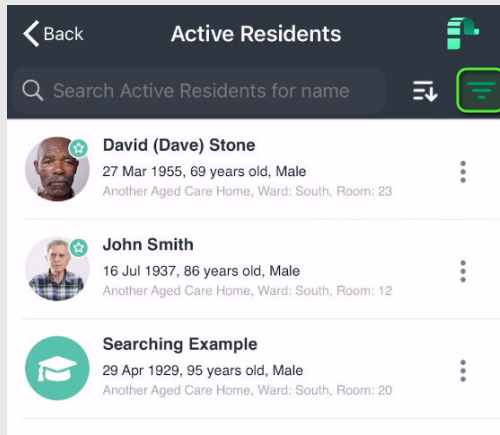 Back
Active Residents
Search Active Residents for name
David (Dave) Stone
27 Mar 1955, 69 years old, Male
Another Aged Care Home, Ward: South, Room: 23
John Smith
16 Jul 1937, 86 years old, Male
Another Aged Care Home, Ward: South, Room: 12
Searching Example
29 Apr 1929, 95 years old, Male
Another Aged Care Home, Ward: South, Room: 20